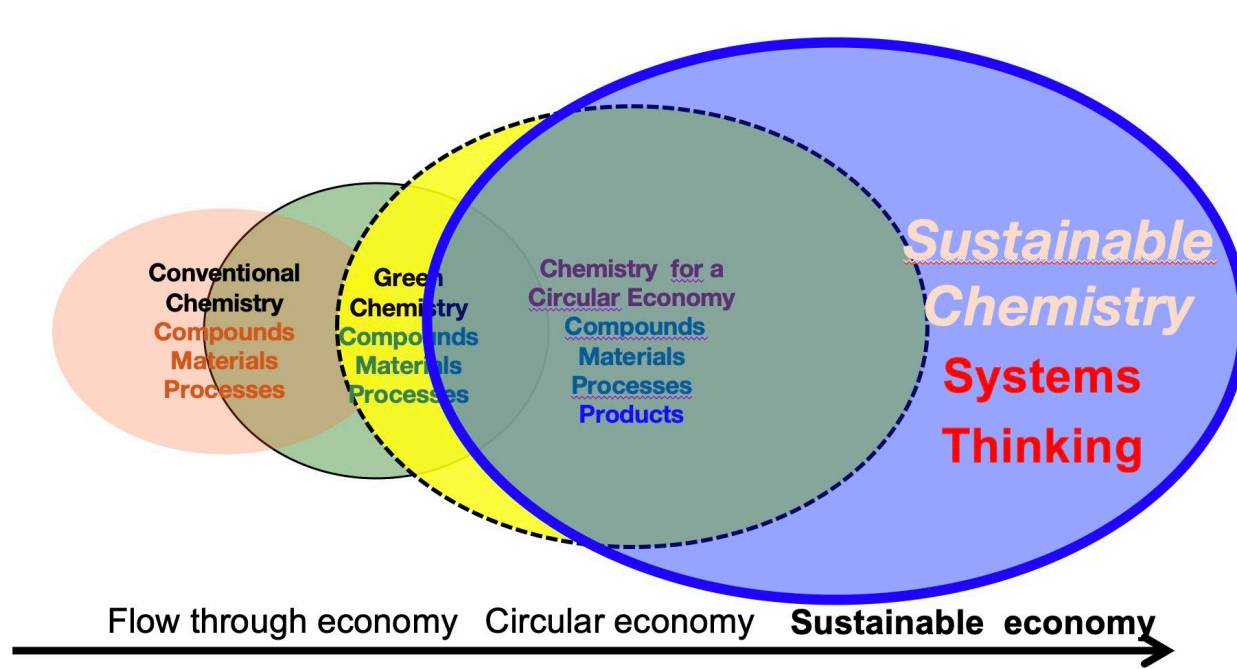 Conventional
Chemistry
Compounds
Materials
Processes
Green
Chemistry
Compounds
Materials
Processes
Chemistry for a
Circular Economy
Compounds
Materials
Processes
Products
Sustainable
Chemistry
Systems
Thinking
Flow through economy Circular economy Sustainable economy